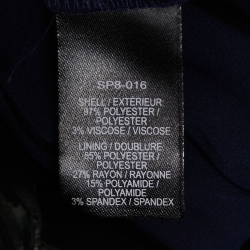 SP8-016
SHELL / EXTÉRIEUR:
97% POLYESTER /
POLYESTER
3% VISCOSE / VISCOSE
LINING / DOUBLURE
55% POLYESTER /
POLYESTER
27% RAYON / RAYONNE
15% POLYAMIDE /
POLYAMIDE
3% SPANDEX / SPANDEX